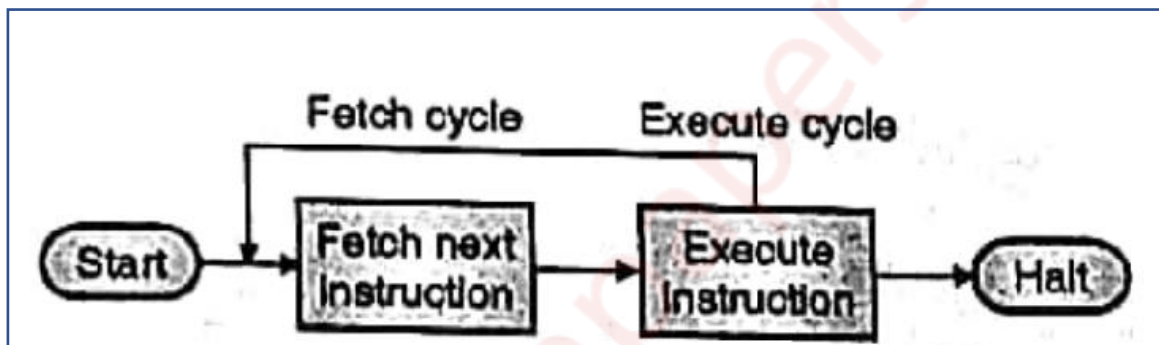 Fetch cycle
Execute cycle
Start
Fetch next
Instruction
Execute
Instruction
Halt